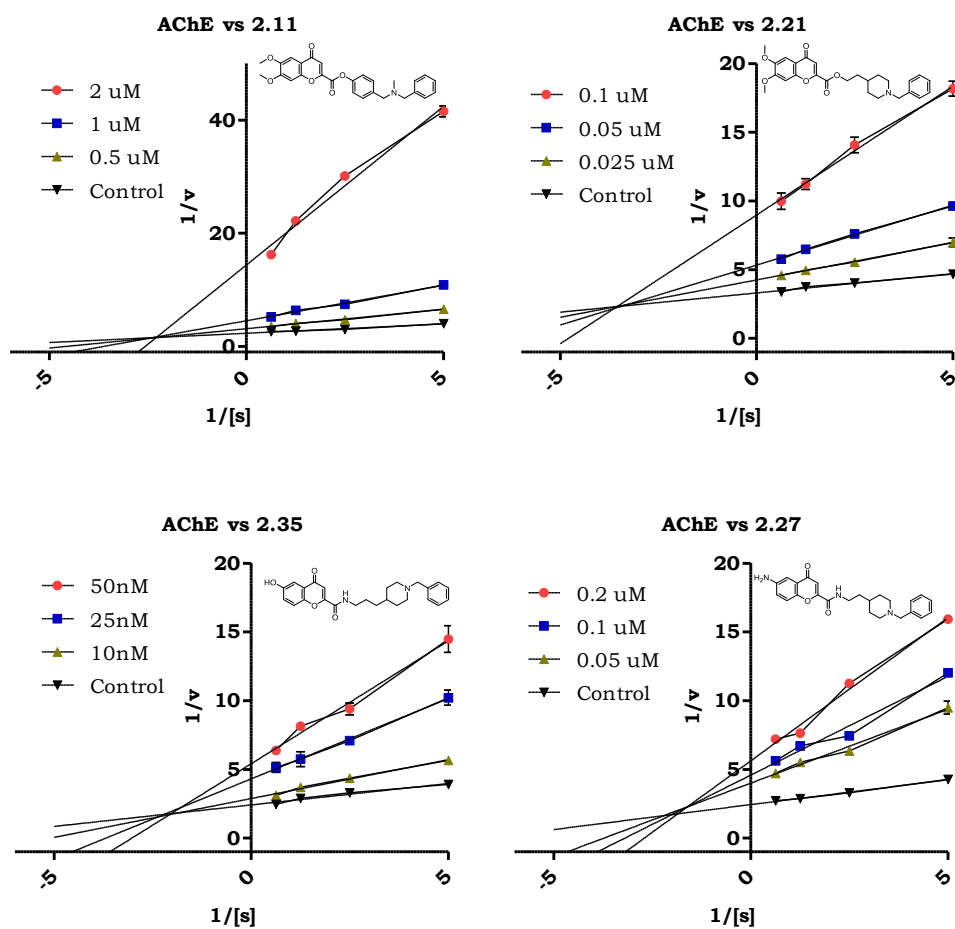 AChE vs 2.11
2 uM
1 uM
0.5 uM
Control
1/v
40
20
0
-5
0
5
1/[s]
O
O
O
O
O
O
N
AChE vs 2.21
0.1 uM
0.05 uM
0.025 uM
Control
1/v
20
15
10
5
0
-5
0
5
1/[s]
O
O
O
O
O
O
N
AChE vs 2.35
50nM
25nM
10nM
Control
1/v
20
15
10
5
0
-5
0
5
1/[s]
HO
O
O
O
N
H
N
AChE vs 2.27
0.2 uM
0.1 uM
0.05 uM
Control
1/v
20
15
10
5
0
-5
0
5
1/[s]
H2N
O
O
O
H
N
N